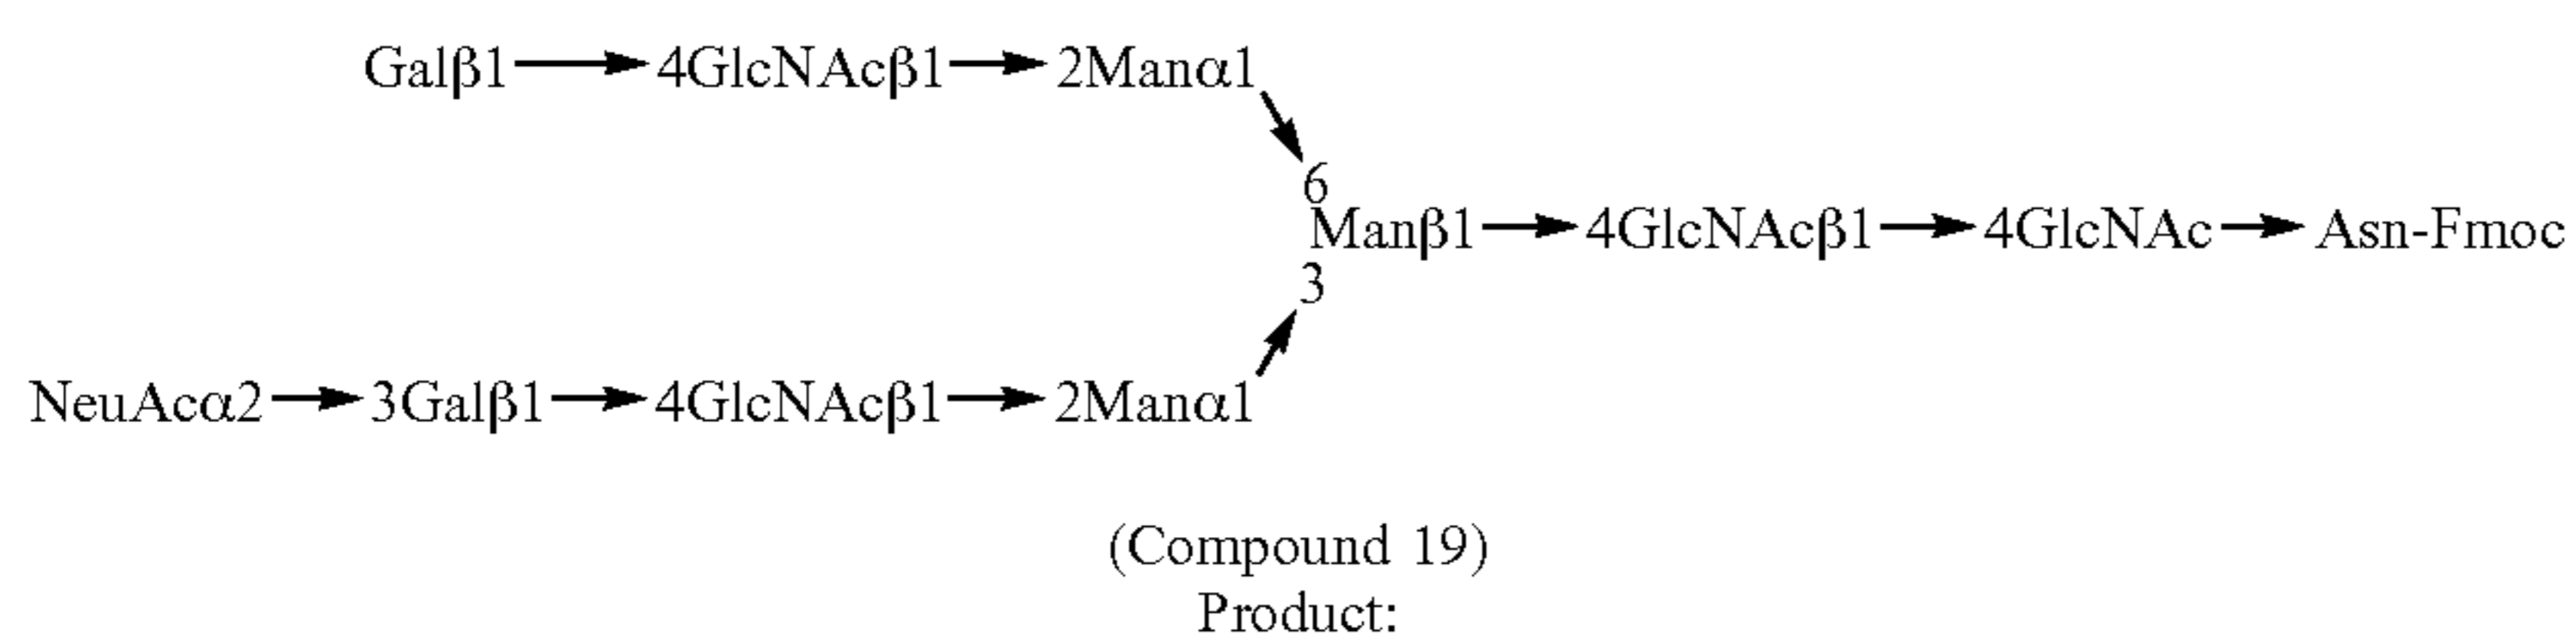 Galβ1⟶4GlcNAcβ1⟶2Manα1
6
Manβ1⟶4GlcNAcβ1⟶4GlcNAc⟶Asn-Fmoc
3
NeuAcα2⟶3Galβ1⟶4GlcNAcβ1⟶2Manα1
(Compound 19)
Product: